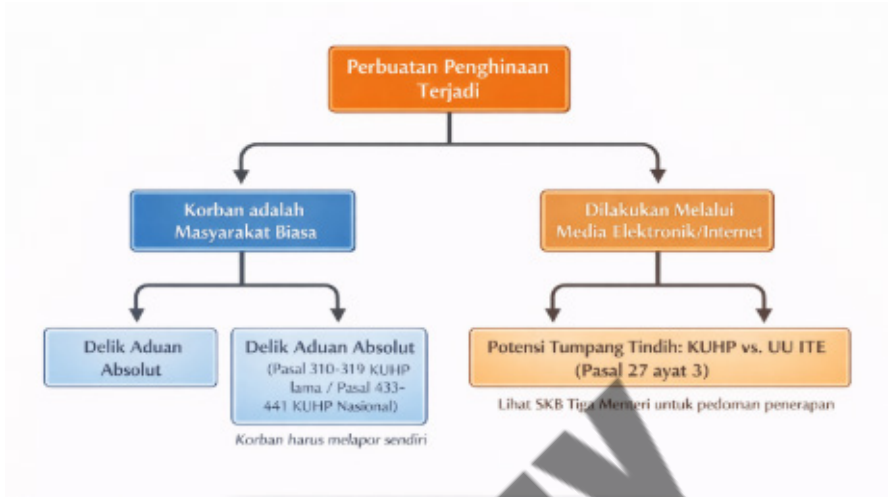 Perbuatan Penghinaan
Terjadi
Korban adalah
Masyarakat Biasa
Dilakukan Melalui
Media Elektronik/Internet
Delik Aduan
Absolut
Delik Aduan Absolut
(Pasal 310-319 KUHP
lama / Pasal 433-
441 KUHP Nasional)
Korban harus melapor sendiri
Potensi Tumpang Tindih: KUHP vs. UU ITE
(Pasal 27 ayat 3)
Lihat SKB Tiga Menteri untuk pedoman penerapan